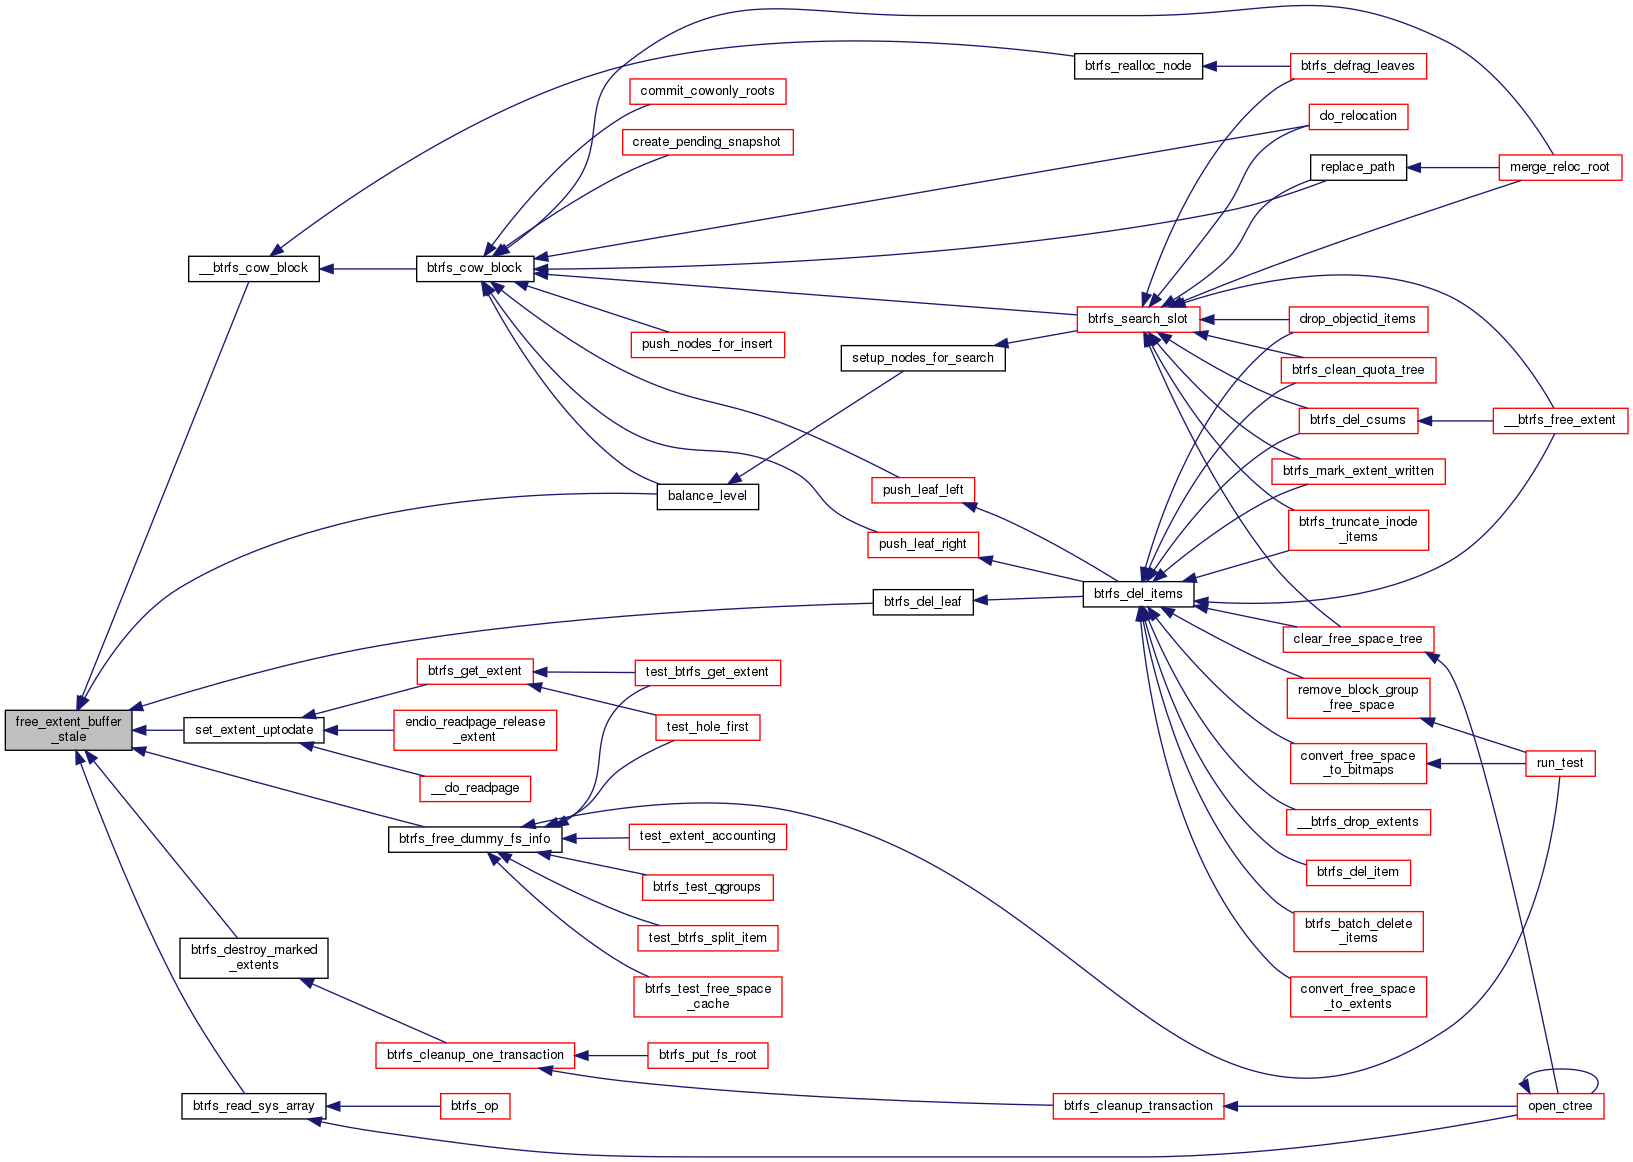 btrfs_realloc_node
btrfs_defrag_leaves
commit_cowonly_roots
do_relocation
create_pending_snapshot
replace_path
merge_reloc_root
__btrfs_cow_block
btrfs_cow_block
btrfs_search_slot
drop_objectid_items
push_nodes_for_insert
setup_nodes_for_search
btrfs_clean_quota_tree
btrfs_del_csums
__btrfs_free_extent
btrfs_mark_extent_written
balance_level
push_leaf_left
btrfs_truncate_inode
_items
push_leaf_right
btrfs_del_leaf
btrfs_del_items
clear_free_space_tree
btrfs_get_extent
test_btrfs_get_extent
remove_block_group
_free_space
free_extent_buffer
_stale
set_extent_uptodate
endio_readpage_release
_extent
test_hole_first
convert_free_space
_to_bitmaps
run_test
__do_readpage
btrfs_free_dummy_fs_info
test_extent_accounting
__btrfs_drop_extents
btrfs_test_qgroups
btrfs_del_item
test_btrfs_split_item
btrfs_batch_delete
_items
btrfs_destroy_marked
_extents
btrfs_test_free_space
_cache
convert_free_space
_to_extents
btrfs_cleanup_one_transaction
btrfs_put_fs_root
btrfs_read_sys_array
btrfs_op
btrfs_cleanup_transaction
open_ctree